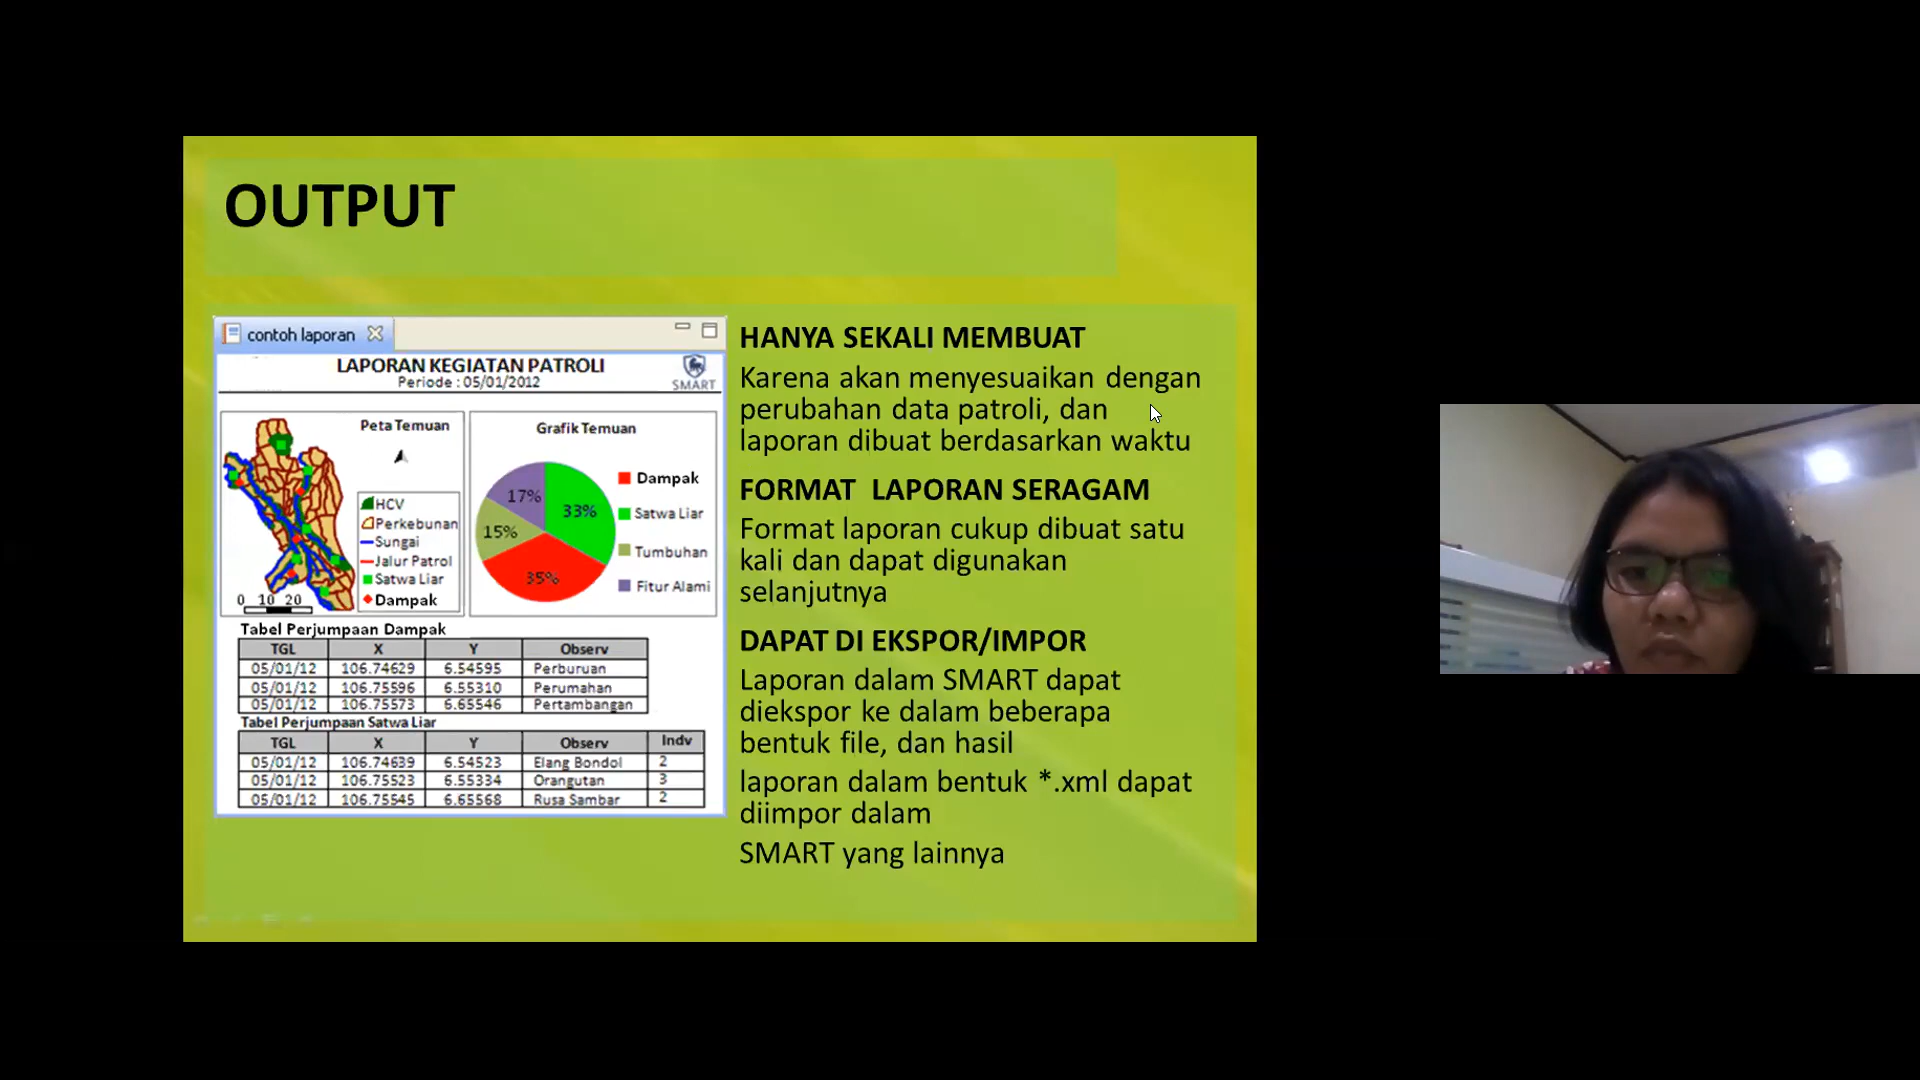 OUTPUT
contoh laporan
LAPORAN KEGIATAN PATROLI
Periode : 05/01/2012
SMART
Peta Temuan
HCV
Perkebunan
Sungai
Jalur Patrol
Satwa Liar
Dampak
0 10 20
Grafik Temuan
17%
33%
15%
35%
Dampak
Satwa Liar
Tumbuhan
Fitur Alami
Tabel Perjumpaan Dampak
TGL X Y Observ
05/01/12 106.74629 6.54595 Perburuan
05/01/12 106.75596 6.55310 Perumahan
05/01/12 106.75573 6.65546 Pertambangan
Tabel Perjumpaan Satwa Liar
TGL X Y Observ Indv
05/01/12 106.74639 6.54523 Elang Bondol 2
05/01/12 106.75523 6.55334 Orangutan 3
05/01/12 106.75545 6.65568 Rusa Sambar 2
HANYA SEKALI MEMBUAT
Karena akan menyesuaikan dengan
perubahan data patroli, dan
laporan dibuat berdasarkan waktu
FORMAT LAPORAN SERAGAM
Format laporan cukup dibuat satu
kali dan dapat digunakan
selanjutnya
DAPAT DI EKSPOR/IMPOR
Laporan dalam SMART dapat
diekspor ke dalam beberapa
bentuk file, dan hasil
laporan dalam bentuk *.xml dapat
diimpor dalam
SMART yang lainnya